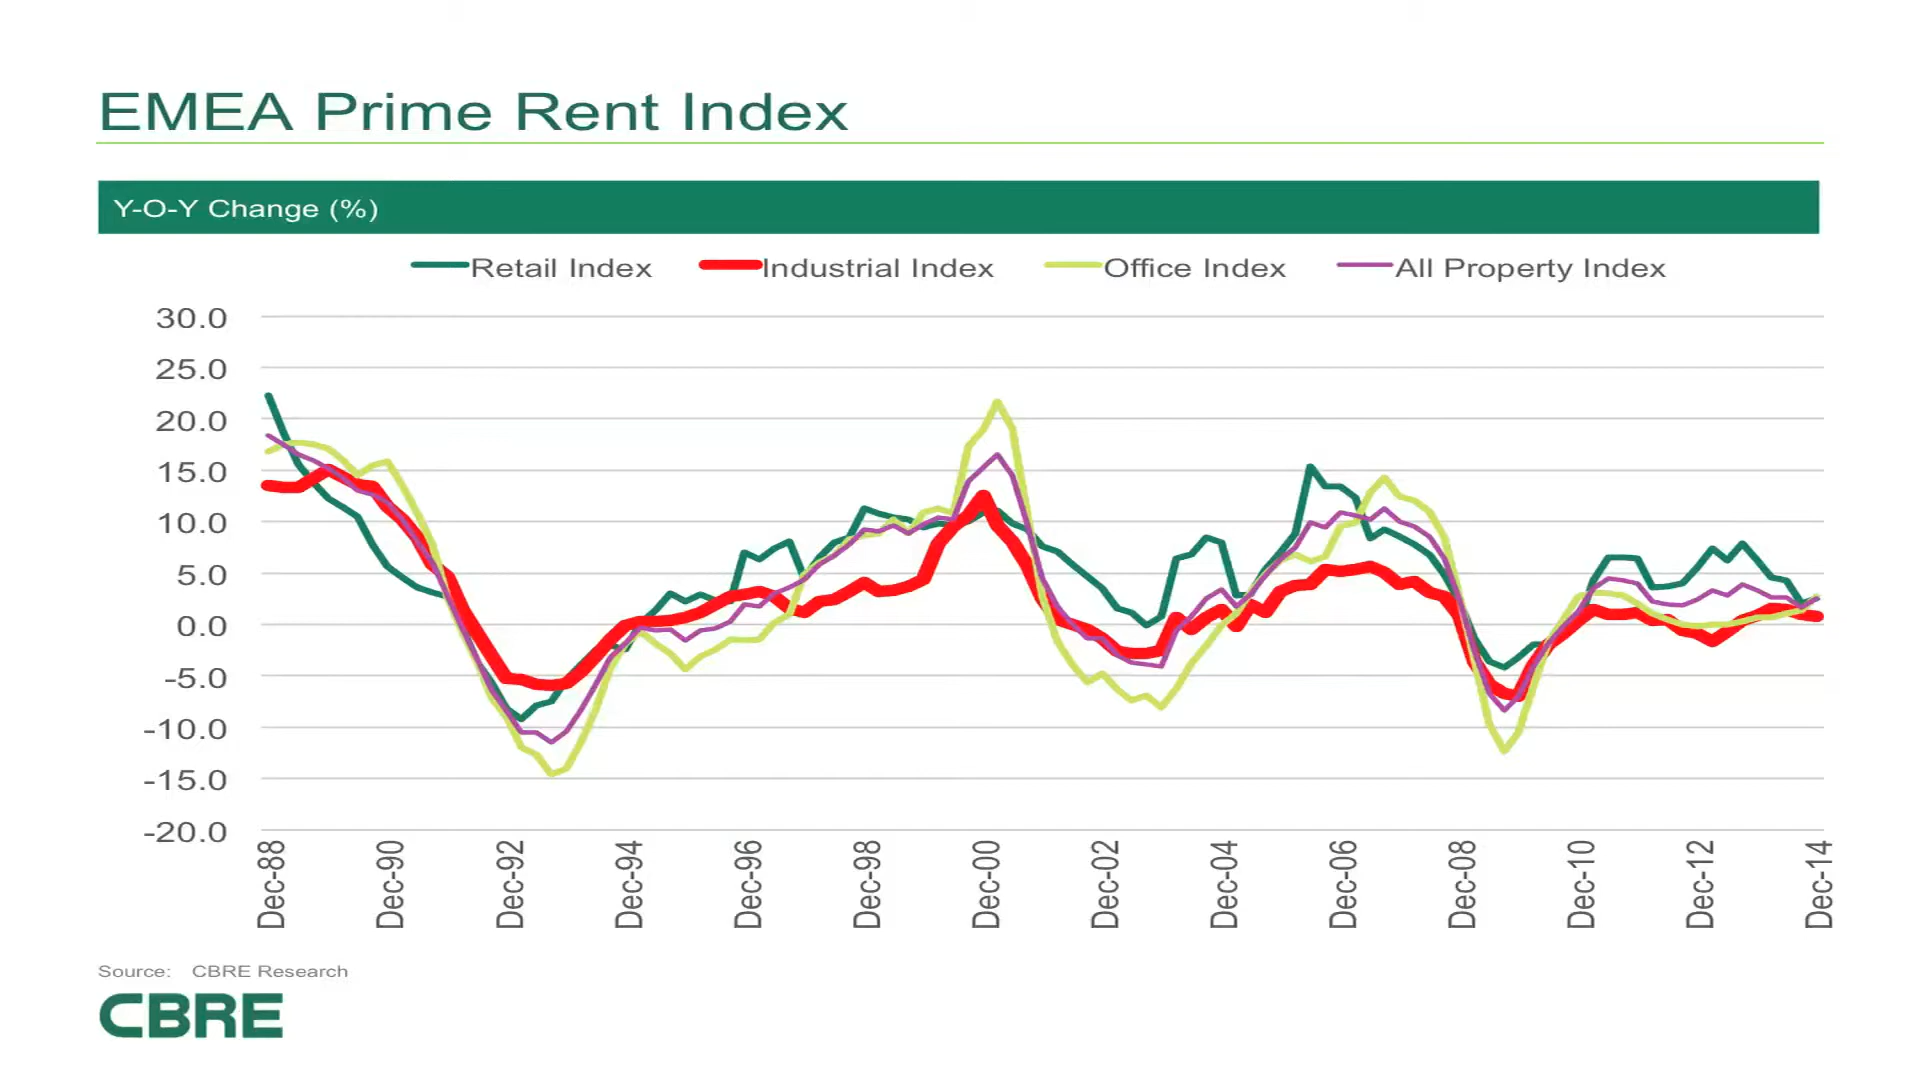 EMEA Prime Rent Index
Y-O-Y Change (%)
Retail Index Industrial Index Office Index All Property Index
30.0
25.0
20.0
15.0
10.0
5.0
0.0
-5.0
-10.0
-15.0
-20.0
Dec-88 Dec-90 Dec-92 Dec-94 Dec-96 Dec-98 Dec-00 Dec-02 Dec-04 Dec-06 Dec-08 Dec-10 Dec-12 Dec-14
Source: CBRE Research
CBRE